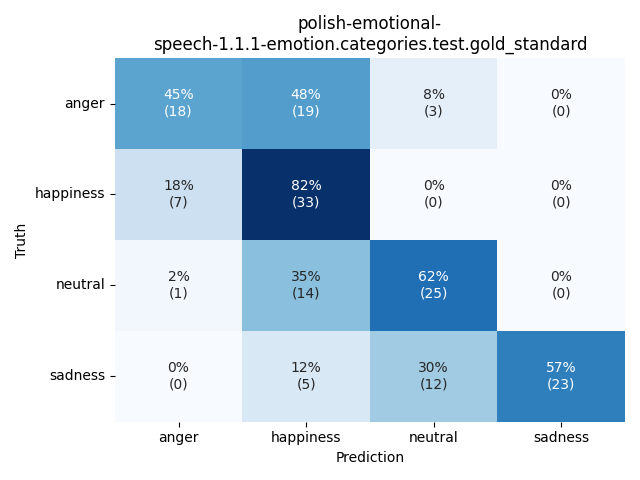 polish-emotional-
speech-1.1.1-emotion.categories.test.gold_standard
Truth
anger
45%
(18)
48%
(19)
8%
(3)
0%
(0)
happiness
18%
(7)
82%
(33)
0%
(0)
0%
(0)
neutral
2%
(1)
35%
(14)
62%
(25)
0%
(0)
sadness
0%
(0)
12%
(5)
30%
(12)
57%
(23)
anger
happiness
neutral
sadness
Prediction